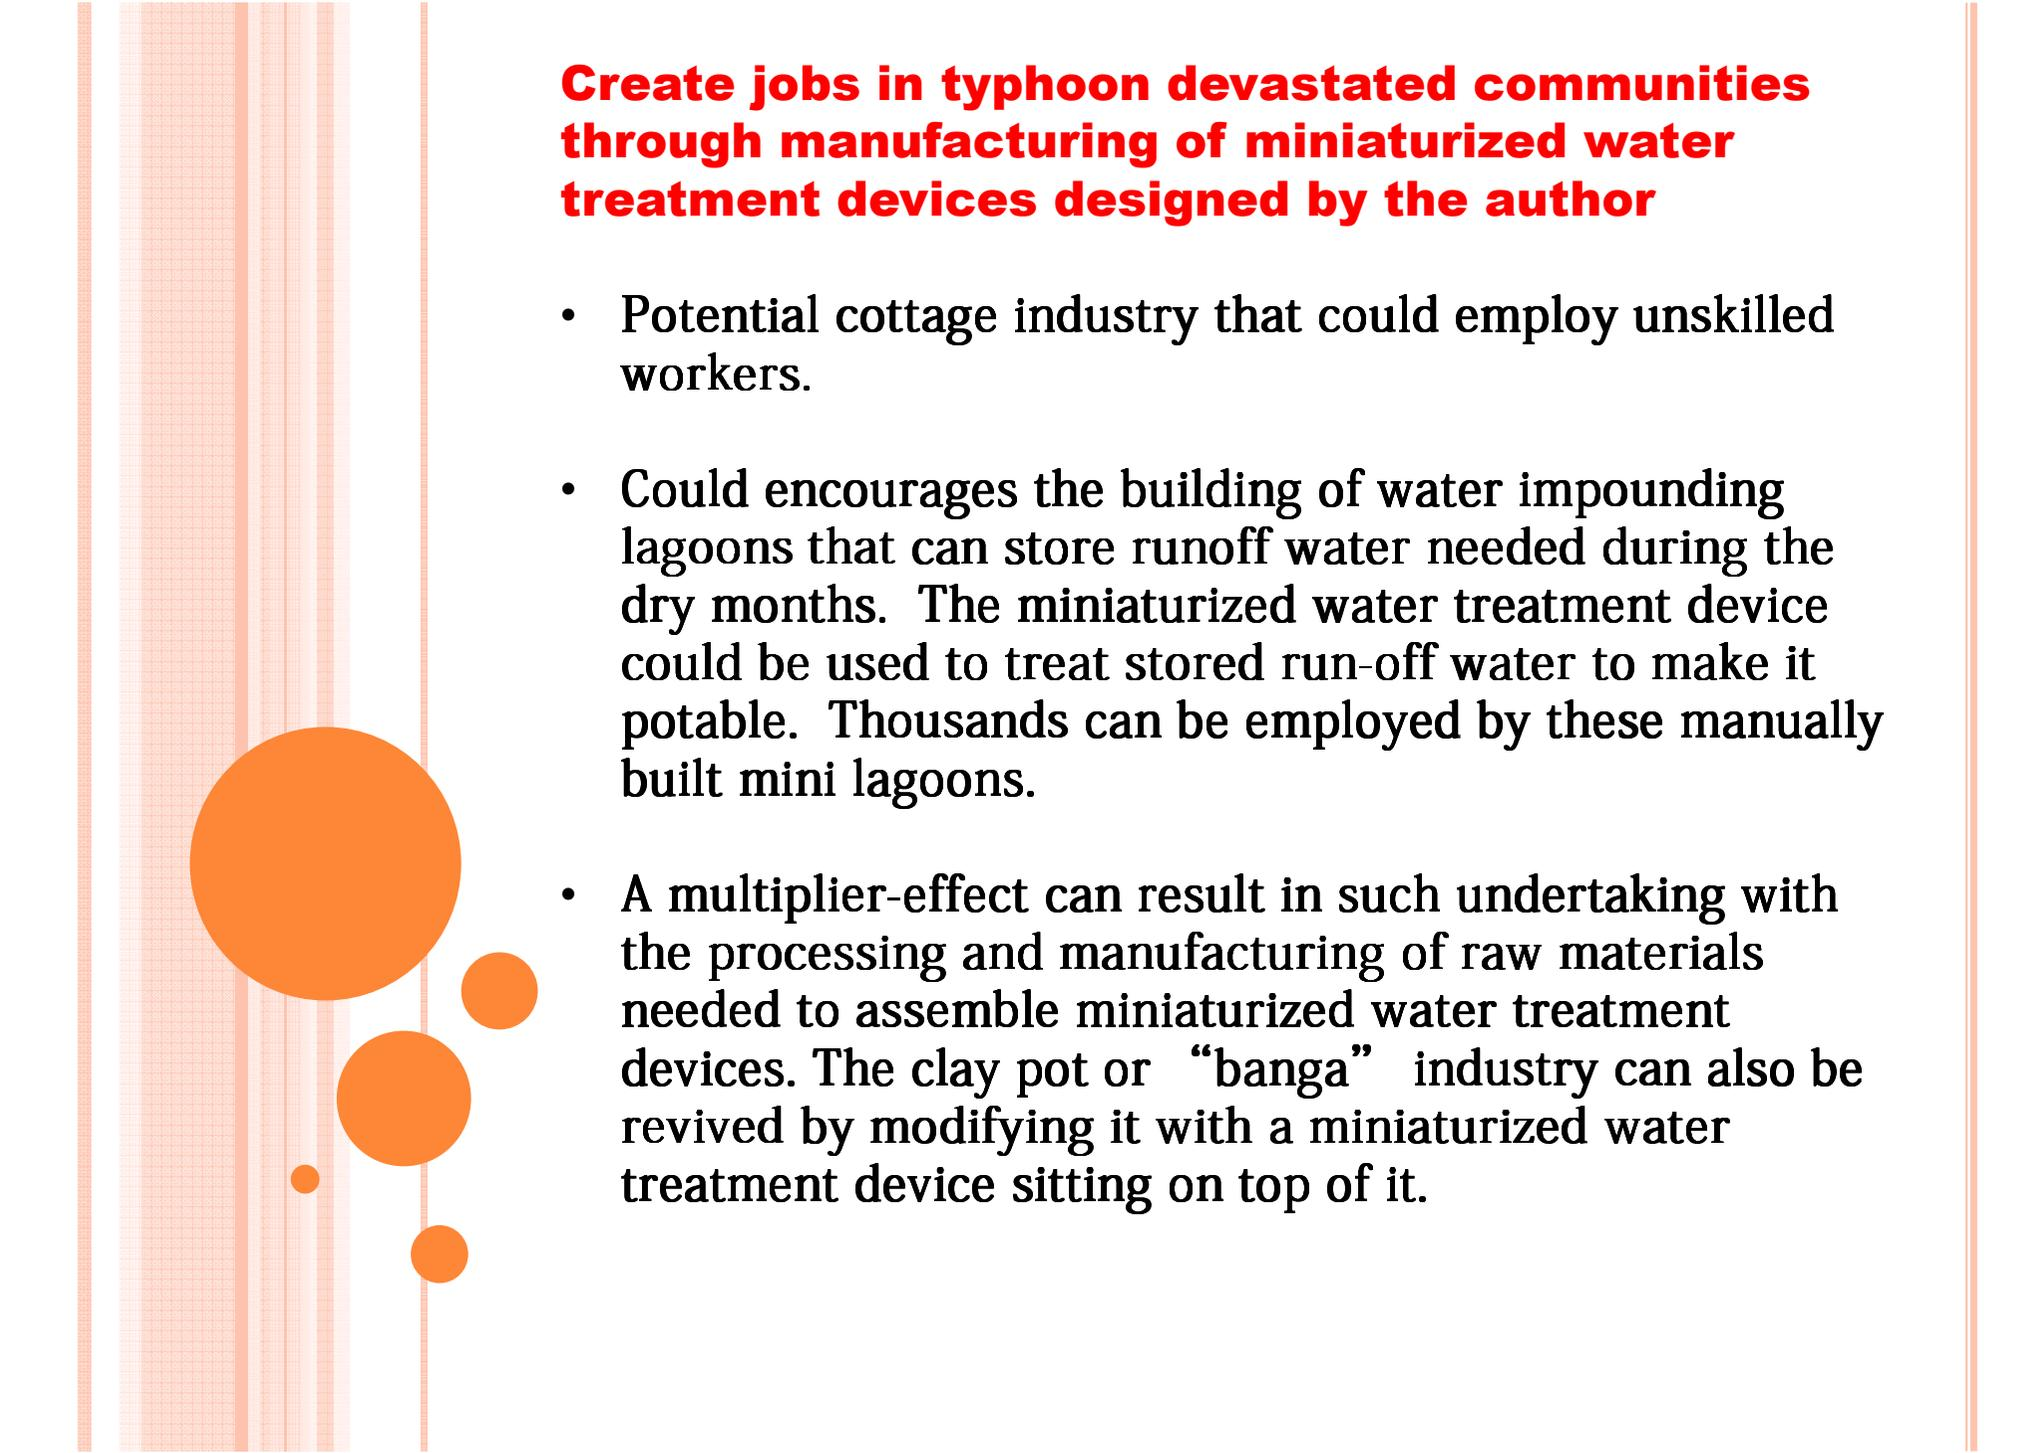 Create jobs in typhoon devastated communities
through manufacturing of miniaturized water
treatment devices designed by the author
• Potential cottage industry that could employ unskilled
workers.
• Could encourages the building of water impounding
lagoons that can store runoff water needed during the
dry months.  The miniaturized water treatment device
could be used to treat stored run-off water to make it
potable.  Thousands can be employed by these manually
built mini lagoons.
• A multiplier-effect can result in such undertaking with
the processing and manufacturing of raw materials
needed to assemble miniaturized water treatment
devices. The clay pot or “banga” industry can also be
revived by modifying it with a miniaturized water
treatment device sitting on top of it.